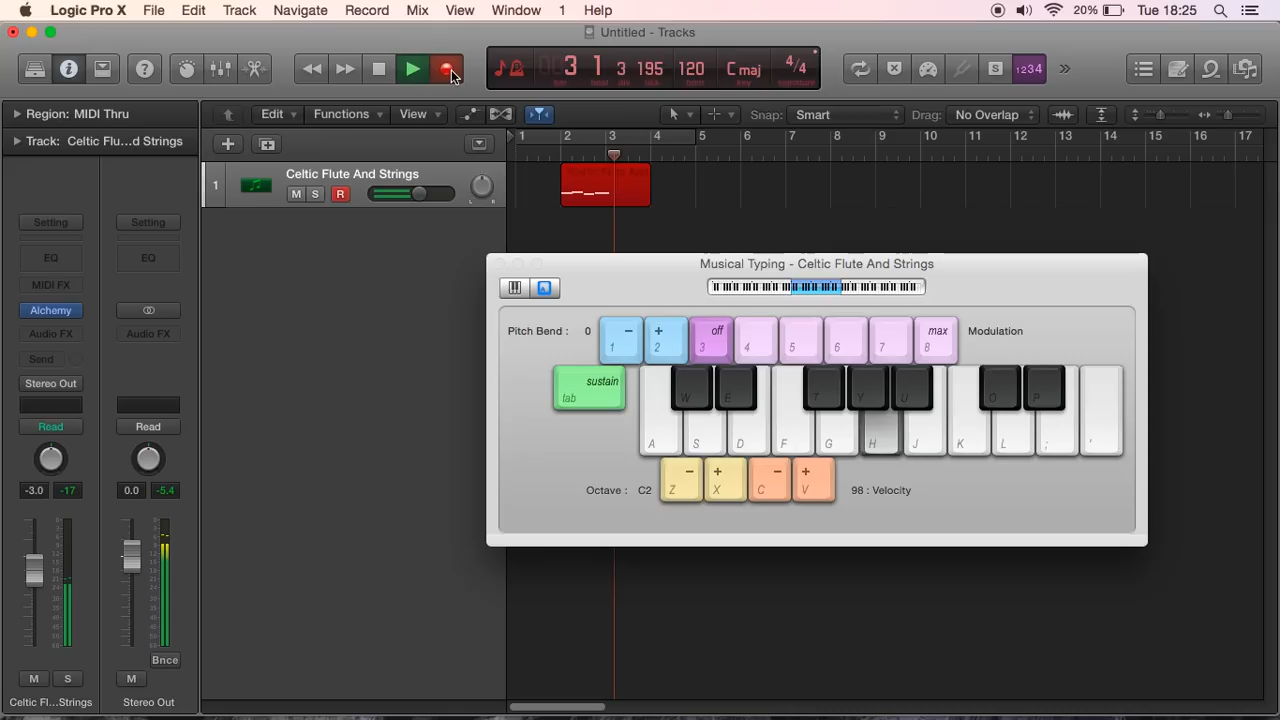 Logic Pro X File Edit Track Navigate Record Mix View Window 1 Help 20% Tue 18:25
Untitled - Tracks
3 1 3 195 120 C maj 4/4
bar key signature
S 1234
Region: MIDI Thru
Edit Functions View Snap: Smart Drag: No Overlap
Track: Celtic Flu...d Strings
1 2 3 4 5 6 7 8 9 10 11 12 13 14 15 16 17
1 Celtic Flute And Strings
M S R L R
Setting Setting
EQ EQ
MIDI FX
Alchemy
Audio FX Audio FX
Send
Stereo Out
Read Read
-3.0 -17 0.0 -5.4
Bnce
M S M
Celtic Fl...Strings Stereo Out
Musical Typing - Celtic Flute And Strings
Pitch Bend : 0 − + off max Modulation
1 2 3 4 5 6 7 8
sustain
tab
W E T Y U O P
A S D F G H J K L ; '
− + − +
Octave : C2 Z X C V 98 : Velocity